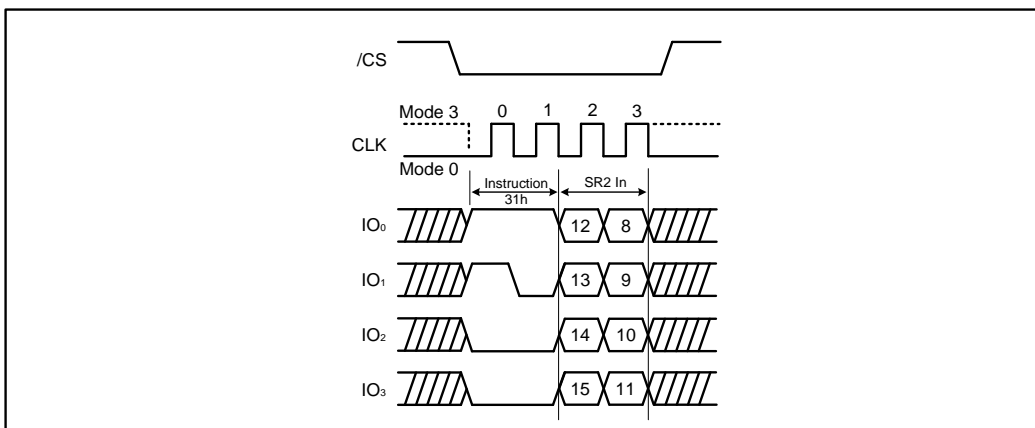 /CS
Mode 3 0 1 2 3
CLK
Mode 0
Instruction SR2 In
31h
IO₀ 12 8
IO₁ 13 9
IO₂ 14 10
IO₃ 15 11